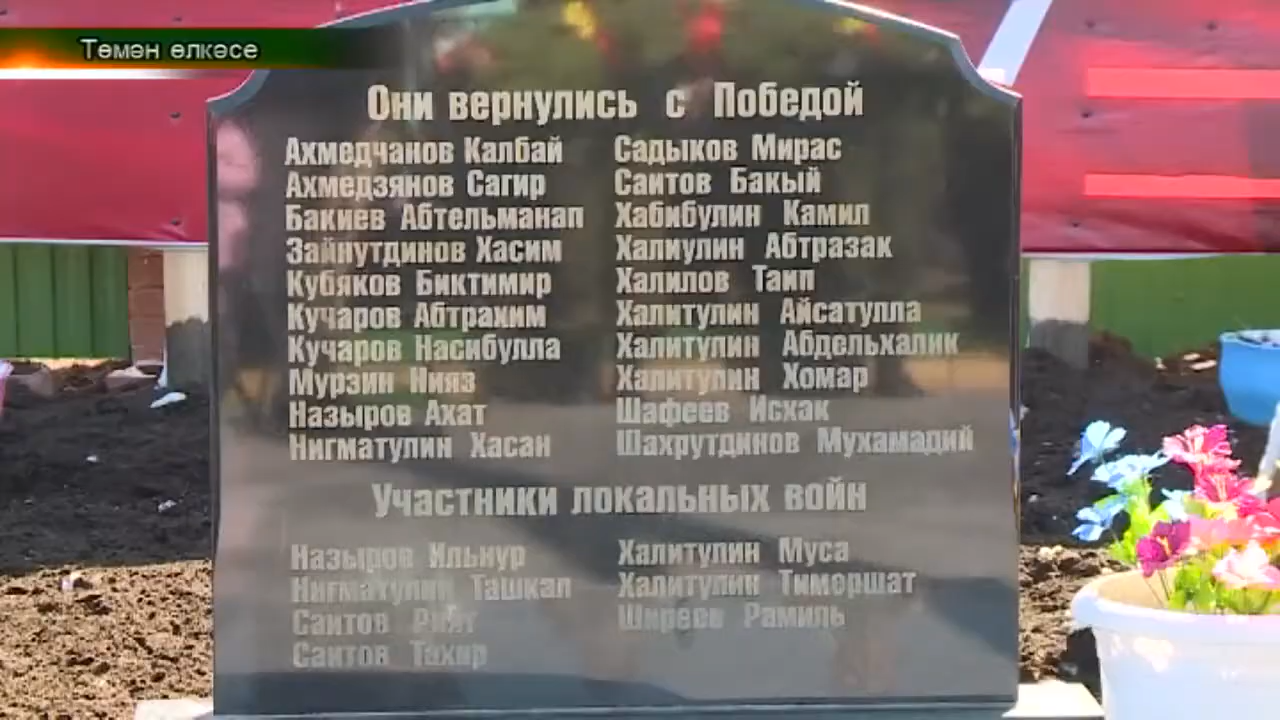 Төмән өлкәсе
Они вернулись с Победой
Ахмедчанов Калбай
Ахмедзянов Сагир
Бакиев Абтельманап
Зайнутдинов Хасим
Кубяков Биктимир
Кучаров Абтрахим
Кучаров Насибулла
Мурзин Нияз
Назыров Ахат
Нигматулин Хасан
Садыков Мирас
Саитов Бакый
Хабибулин Камил
Халиулин Абтразак
Халилов Таип
Халитулин Айсатулла
Халитулин Абдельхалик
Халитулин Хомар
Шафеев Исхак
Шахрутдинов Мухамадий
Участники локальных войн
Назыров Ильнур
Нигматулин Ташкап
Саитов
Саитов Тахир
Халитулин Муса
Халитулин Тимершат
Ширеев Рамиль